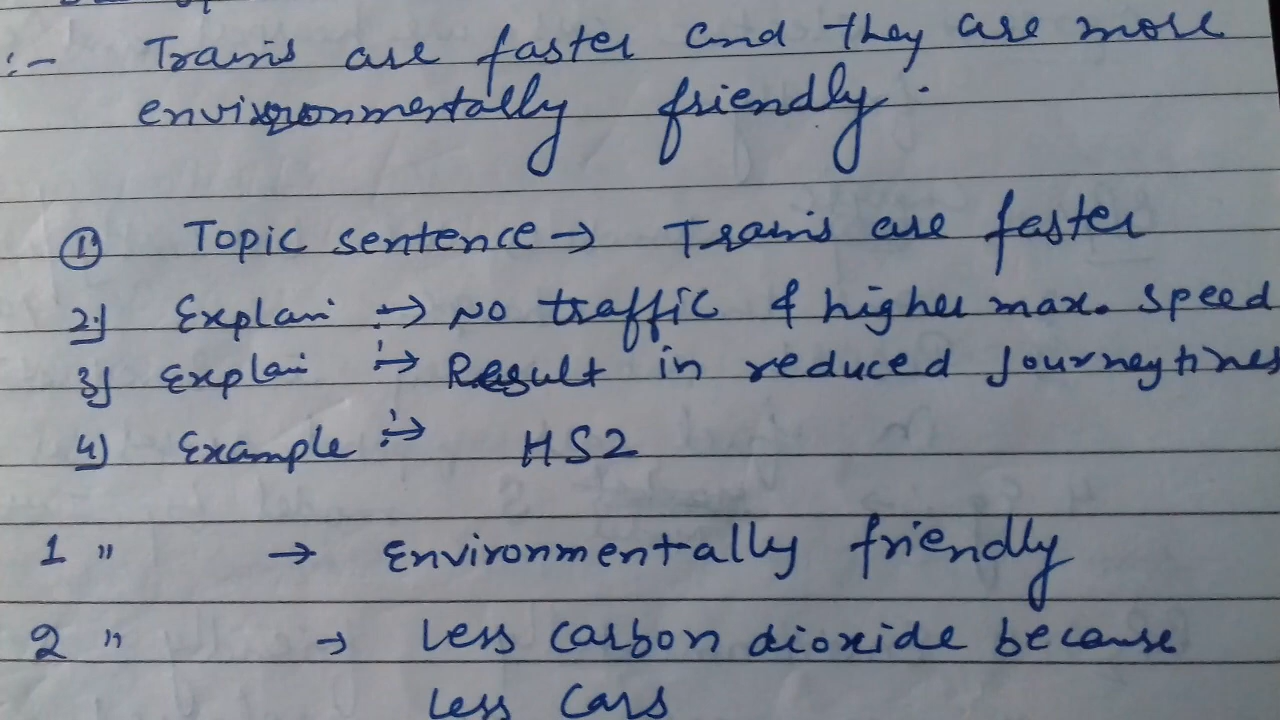 :- Trains are faster and they are more
environmentally friendly.
① Topic sentence → Trains are faster
2) Explain :→ No traffic & higher max. speed
3) Explain :→ Result in reduced Journeytimes
4) Example :→ HS2
1 " → Environmentally friendly
2 " → Less carbon dioxide because
less cars